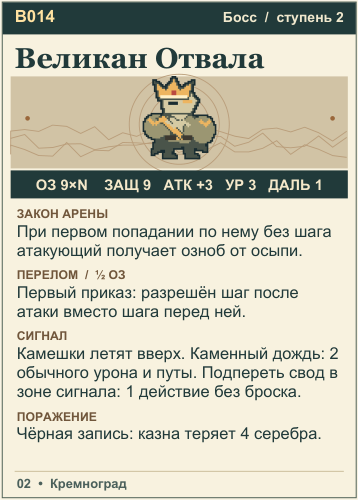 B014
Босс / ступень 2
Великан Отвала
ОЗ 9×N ЗАЩ 9 АТК +3 УР 3 ДАЛЬ 1
ЗАКОН АРЕНЫ
При первом попадании по нему без шага
атакующий получает озноб от осыпи.
ПЕРЕЛОМ / ½ ОЗ
Первый приказ: разрешён шаг после
атаки вместо шага перед ней.
СИГНАЛ
Камешки летят вверх. Каменный дождь: 2
обычного урона и путы. Подпереть свод в
зоне сигнала: 1 действие без броска.
ПОРАЖЕНИЕ
Чёрная запись: казна теряет 4 серебра.
02 • Кремноград